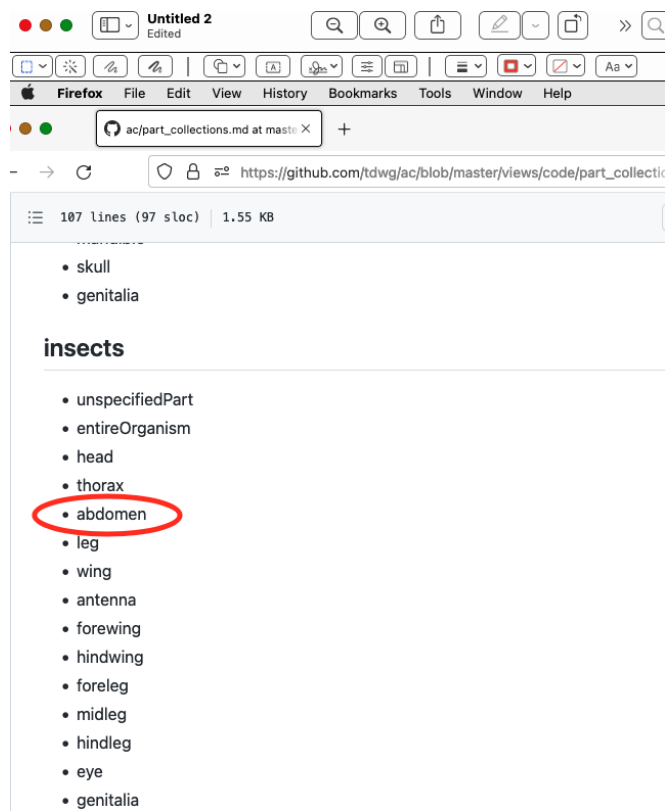 Untitled 2
Edited
Aa
Firefox File Edit View History Bookmarks Tools Window Help
ac/part_collections.md at maste
https://github.com/tdwg/ac/blob/master/views/code/part_collectio
107 lines (97 sloc) 1.55 KB
skull
genitalia
insects
unspecifiedPart
entireOrganism
head
thorax
abdomen
leg
wing
antenna
forewing
hindwing
foreleg
midleg
hindleg
eye
genitalia